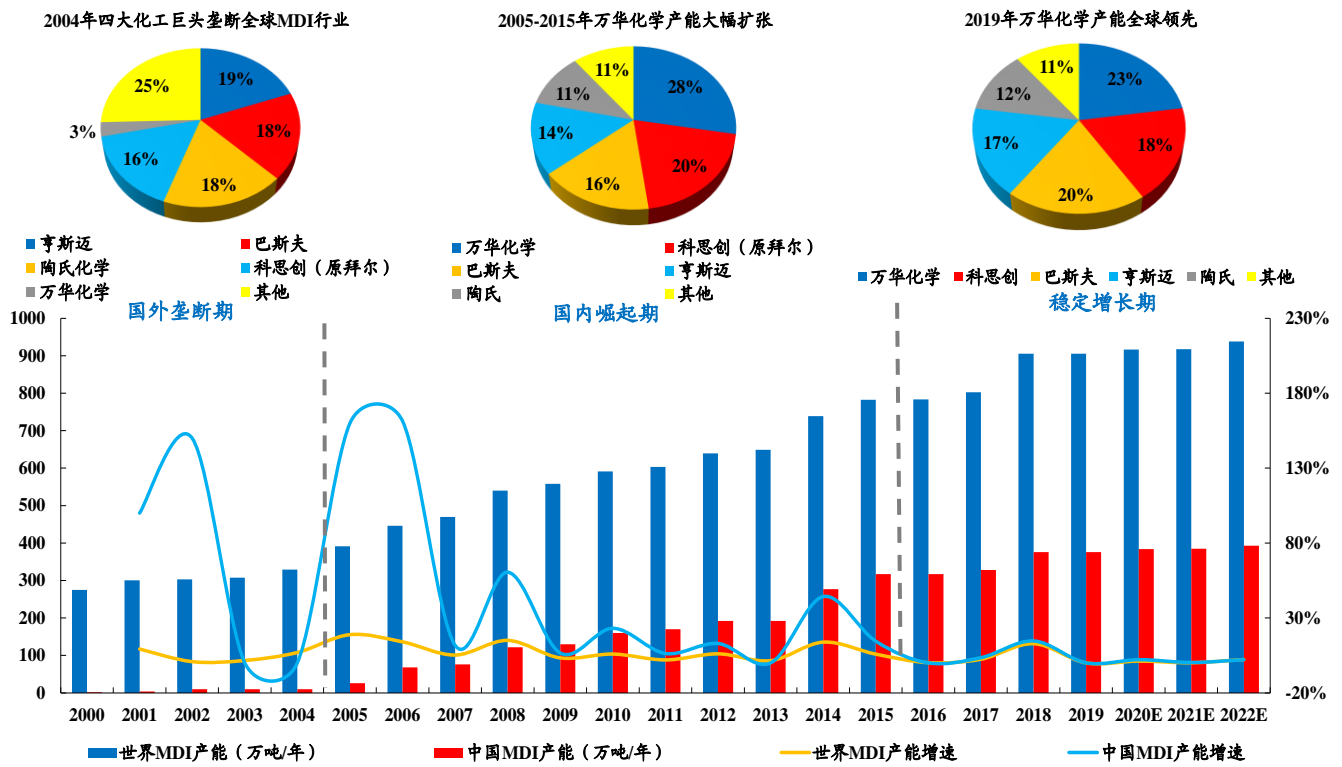 2004年四大化工巨头垄断全球MDI行业
25%
19%
3%
18%
16%
18%
亨斯迈
巴斯夫
陶氏化学
科思创（原拜尔）
万华化学
其他
2005-2015年万华化学产能大幅扩张
11%
28%
11%
14%
20%
16%
万华化学
科思创（原拜尔）
巴斯夫
亨斯迈
陶氏
其他
2019年万华化学产能全球领先
11%
23%
12%
17%
18%
20%
万华化学 科思创 巴斯夫 亨斯迈 陶氏 其他
国外垄断期 国内崛起期 稳定增长期
1000 230%
900
800 180%
700
600 130%
500
400 80%
300
200 30%
100
0 -20%
2000 2001 2002 2003 2004 2005 2006 2007 2008 2009 2010 2011 2012 2013 2014 2015 2016 2017 2018 2019 2020E 2021E 2022E
世界MDI产能（万吨/年） 中国MDI产能（万吨/年） 世界MDI产能增速 中国MDI产能增速